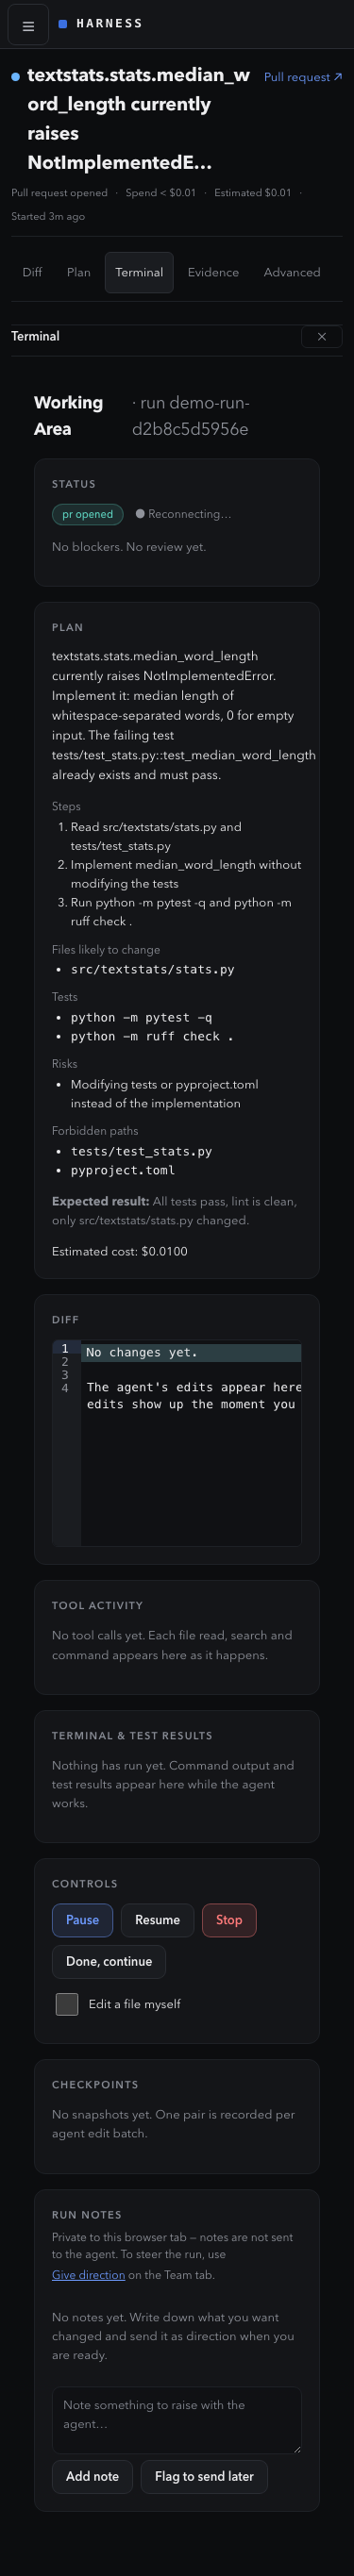 HARNESS
textstats.stats.median_w
ord_length currently
raises
NotImplementedE…
Pull request ↗
Pull request opened · Spend < $0.01 · Estimated $0.01 ·
Started 3m ago
Diff Plan Terminal Evidence Advanced
Terminal
×
Working
Area
· run demo-run-
d2b8c5d5956e
STATUS
pr opened ● Reconnecting…
No blockers. No review yet.
PLAN
textstats.stats.median_word_length
currently raises NotImplementedError.
Implement it: median length of
whitespace-separated words, 0 for empty
input. The failing test
tests/test_stats.py::test_median_word_length
already exists and must pass.
Steps
1. Read src/textstats/stats.py and
tests/test_stats.py
2. Implement median_word_length without
modifying the tests
3. Run python -m pytest -q and python -m
ruff check .
Files likely to change
• src/textstats/stats.py
Tests
• python -m pytest -q
• python -m ruff check .
Risks
• Modifying tests or pyproject.toml
instead of the implementation
Forbidden paths
• tests/test_stats.py
• pyproject.toml
Expected result: All tests pass, lint is clean,
only src/textstats/stats.py changed.
Estimated cost: $0.0100
DIFF
1 No changes yet.
2
3 The agent's edits appear here
4 edits show up the moment you
TOOL ACTIVITY
No tool calls yet. Each file read, search and
command appears here as it happens.
TERMINAL & TEST RESULTS
Nothing has run yet. Command output and
test results appear here while the agent
works.
CONTROLS
Pause Resume Stop
Done, continue
Edit a file myself
CHECKPOINTS
No snapshots yet. One pair is recorded per
agent edit batch.
RUN NOTES
Private to this browser tab — notes are not sent
to the agent. To steer the run, use
Give direction on the Team tab.
No notes yet. Write down what you want
changed and send it as direction when you
are ready.
Note something to raise with the
agent…
Add note Flag to send later